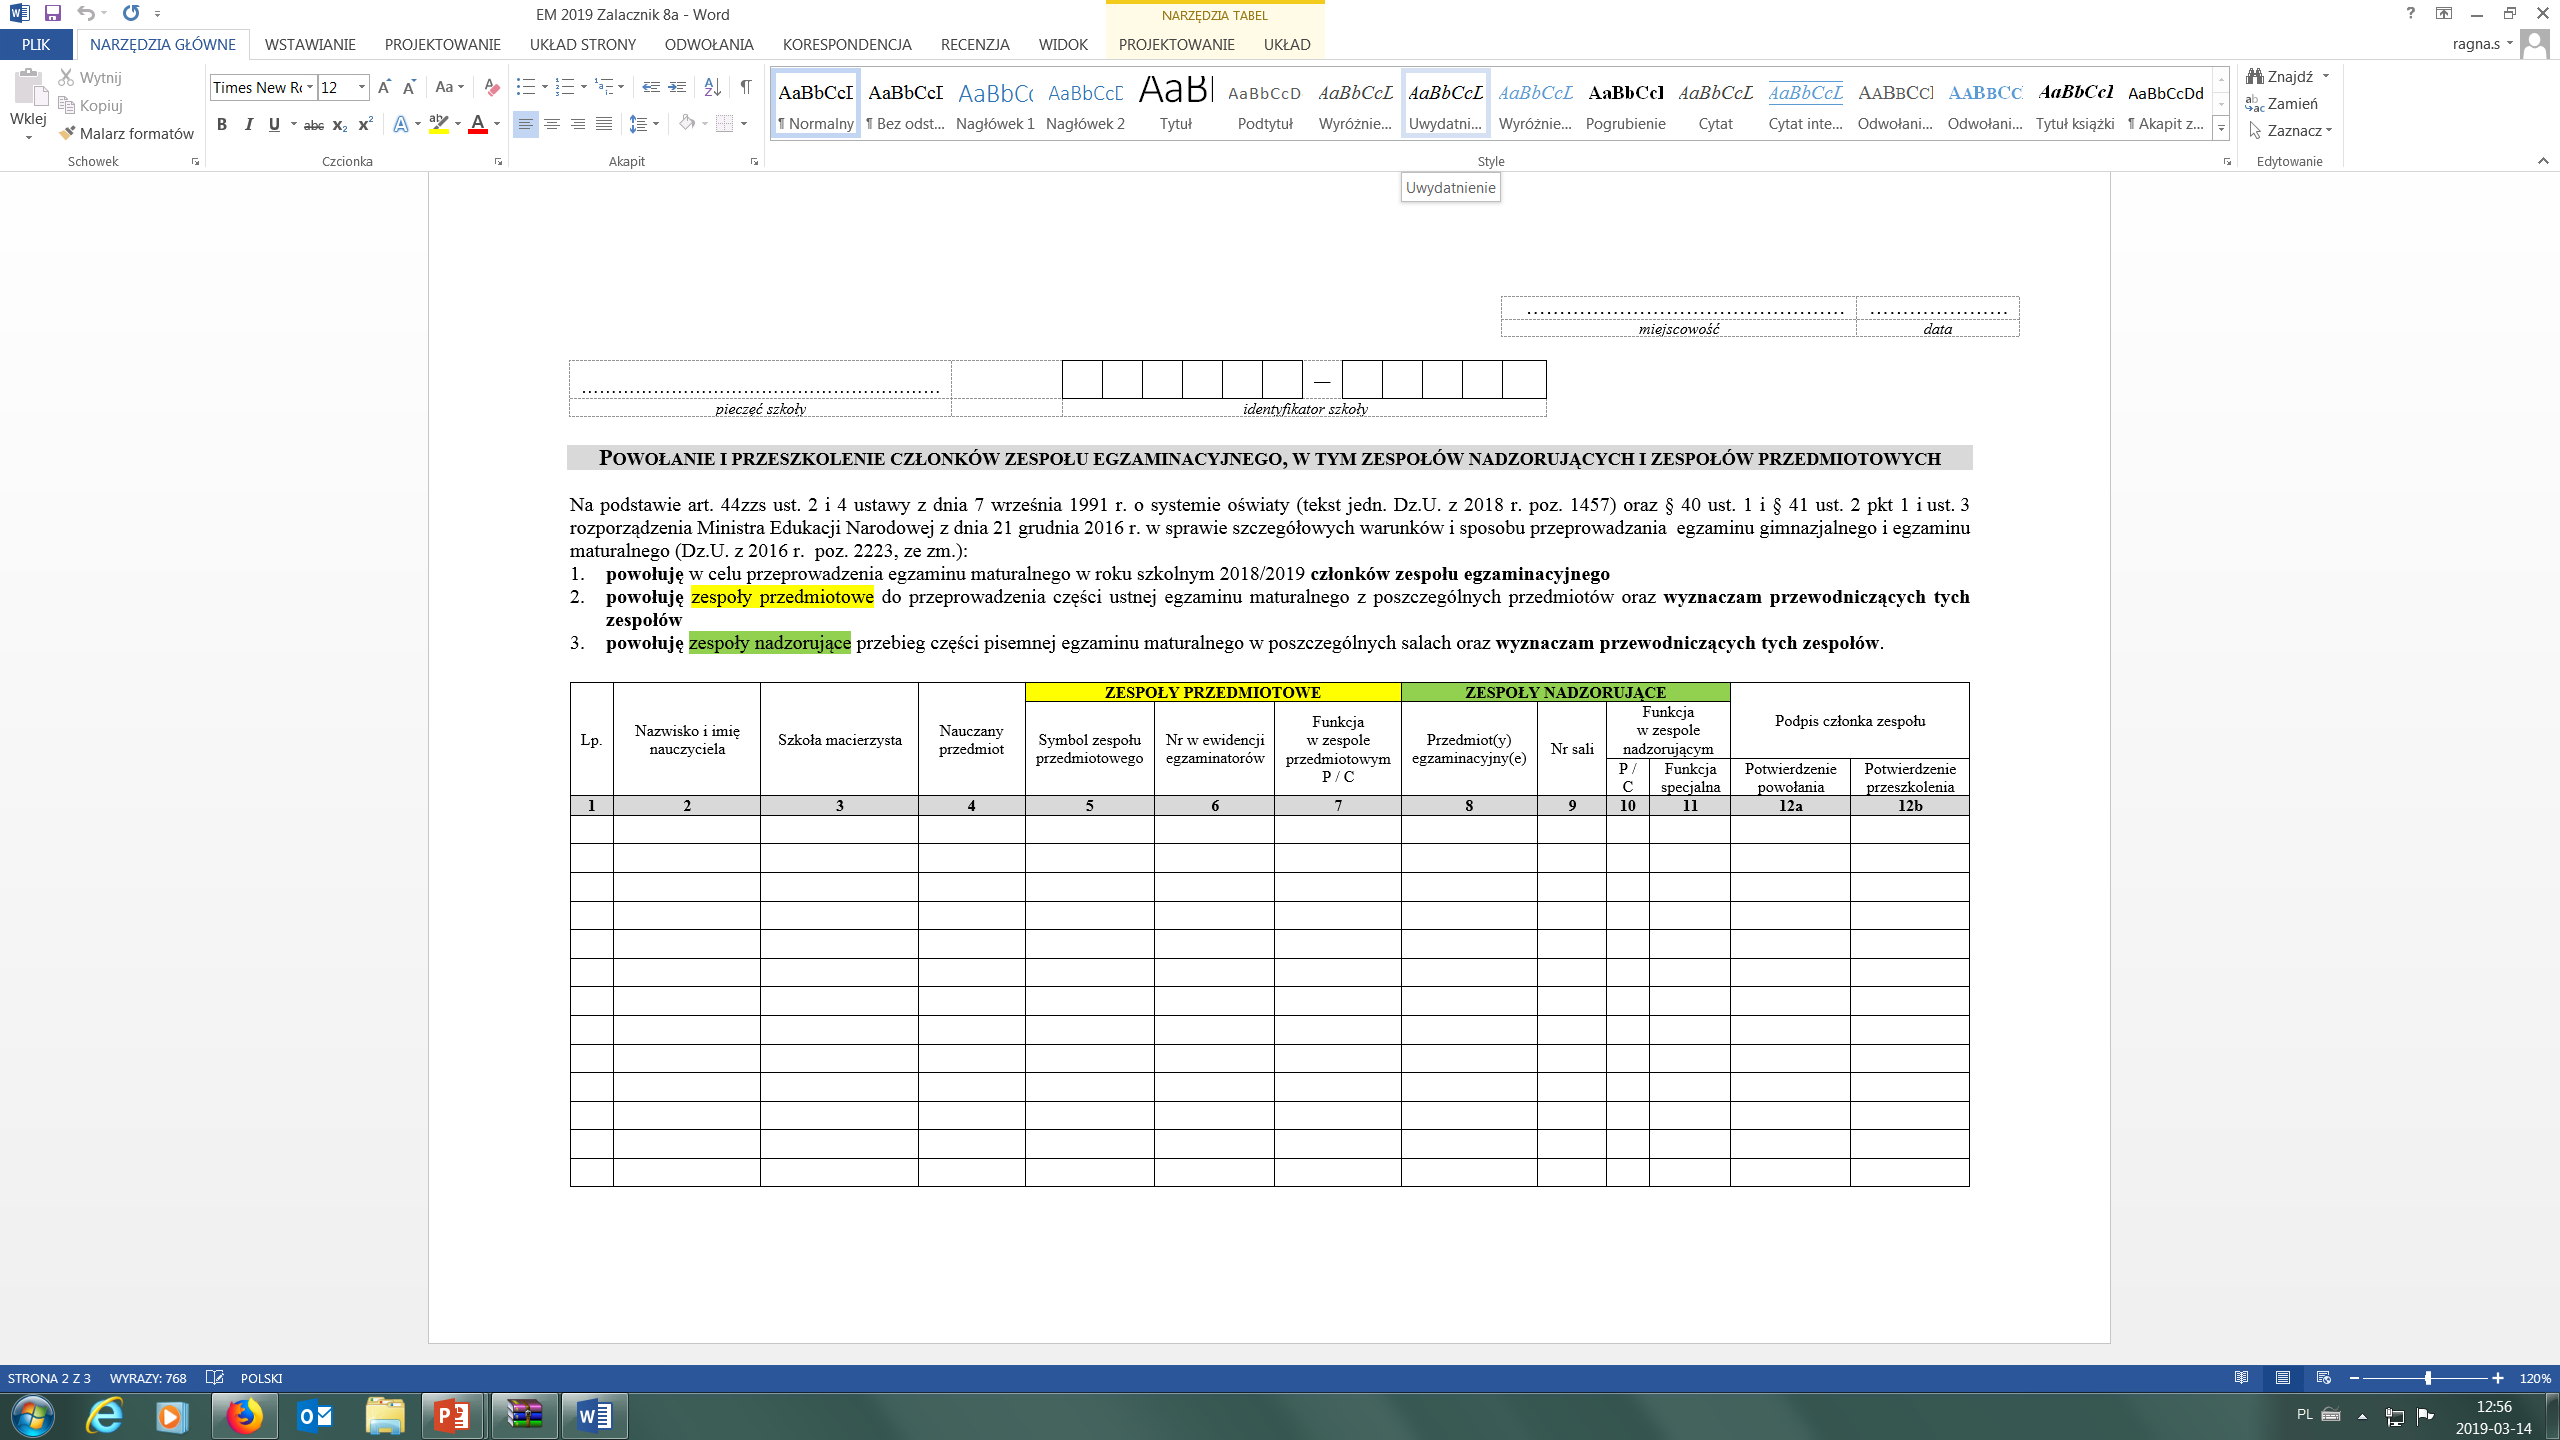 EM 2019 Zalacznik 8a - Word
NARZĘDZIA TABEL
PLIK NARZĘDZIA GŁÓWNE WSTAWIANIE PROJEKTOWANIE UKŁAD STRONY ODWOŁANIA KORESPONDENCJA RECENZJA WIDOK PROJEKTOWANIE UKŁAD ragna.s
Wklej
Wytnij
Kopiuj
Malarz formatów
Schowek
Times New Rc 12
Czcionka
Akapit
AaBbCcI AaBbCcI AaBbCc AaBbCcD AaBl AaBbCcD AaBbCcL AaBbCcL AaBbCcL AaBbCcI AaBbCcL AaBbCcL AaBbCcI AaBbCc AaBbCcI AaBbCcDd
¶ Normalny ¶ Bez odst... Nagłówek 1 Nagłówek 2 Tytuł Podtytuł Wyróżnie... Uwydatni... Wyróżnie... Pogrubienie Cytat Cytat inte... Odwołani... Odwołani... Tytuł książki ¶ Akapit z...
Style
Znajdź
Zamień
Zaznacz
Edytowanie
Uwydatnienie
miejscowość data
pieczęć szkoły identyfikator szkoły
POWOŁANIE I PRZESZKOLENIE CZŁONKÓW ZESPOŁU EGZAMINACYJNEGO, W TYM ZESPOŁÓW NADZORUJĄCYCH I ZESPOŁÓW PRZEDMIOTOWYCH
Na podstawie art. 44zzs ust. 2 i 4 ustawy z dnia 7 września 1991 r. o systemie oświaty (tekst jedn. Dz.U. z 2018 r. poz. 1457) oraz § 40 ust. 1 i § 41 ust. 2 pkt 1 i ust. 3
rozporządzenia Ministra Edukacji Narodowej z dnia 21 grudnia 2016 r. w sprawie szczegółowych warunków i sposobu przeprowadzania egzaminu gimnazjalnego i egzaminu
maturalnego (Dz.U. z 2016 r. poz. 2223, ze zm.):
1. powołuję w celu przeprowadzenia egzaminu maturalnego w roku szkolnym 2018/2019 członków zespołu egzaminacyjnego
2. powołuję zespoły przedmiotowe do przeprowadzenia części ustnej egzaminu maturalnego z poszczególnych przedmiotów oraz wyznaczam przewodniczących tych
zespołów
3. powołuję zespoły nadzorujące przebieg części pisemnej egzaminu maturalnego w poszczególnych salach oraz wyznaczam przewodniczących tych zespołów.
ZESPOŁY PRZEDMIOTOWE ZESPOŁY NADZORUJĄCE
Lp.
Nazwisko i imię
nauczyciela
Szkoła macierzysta
Nauczany
przedmiot
Symbol zespołu
przedmiotowego
Nr w ewidencji
egzaminatorów
Funkcja
w zespole
przedmiotowym
P / C
Przedmiot(y)
egzaminacyjny(e)
Nr sali
Funkcja
w zespole
nadzorującym
P /
C
Funkcja
specjalna
Podpis członka zespołu
Potwierdzenie
powołania
Potwierdzenie
przeszkolenia
1 2 3 4 5 6 7 8 9 10 11 12a 12b
STRONA 2 Z 3 WYRAZY: 768 POLSKI 120%
PL
12:56
2019-03-14